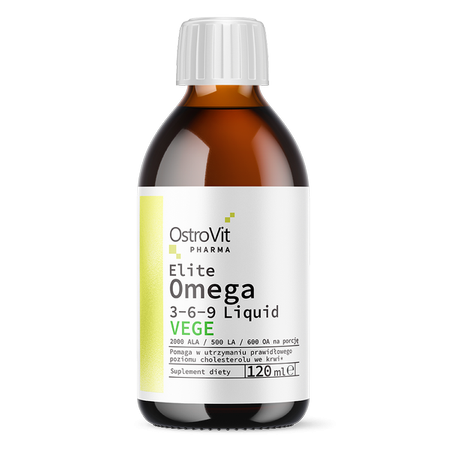 OstroVit
PHARMA
Elite
Omega
3-6-9 Liquid
VEGE
2000 ALA / 500 LA / 600 OA na porcję
Pomaga w utrzymaniu prawidłowego
poziomu cholesterolu we krwi+
Suplement diety 120 ml℮